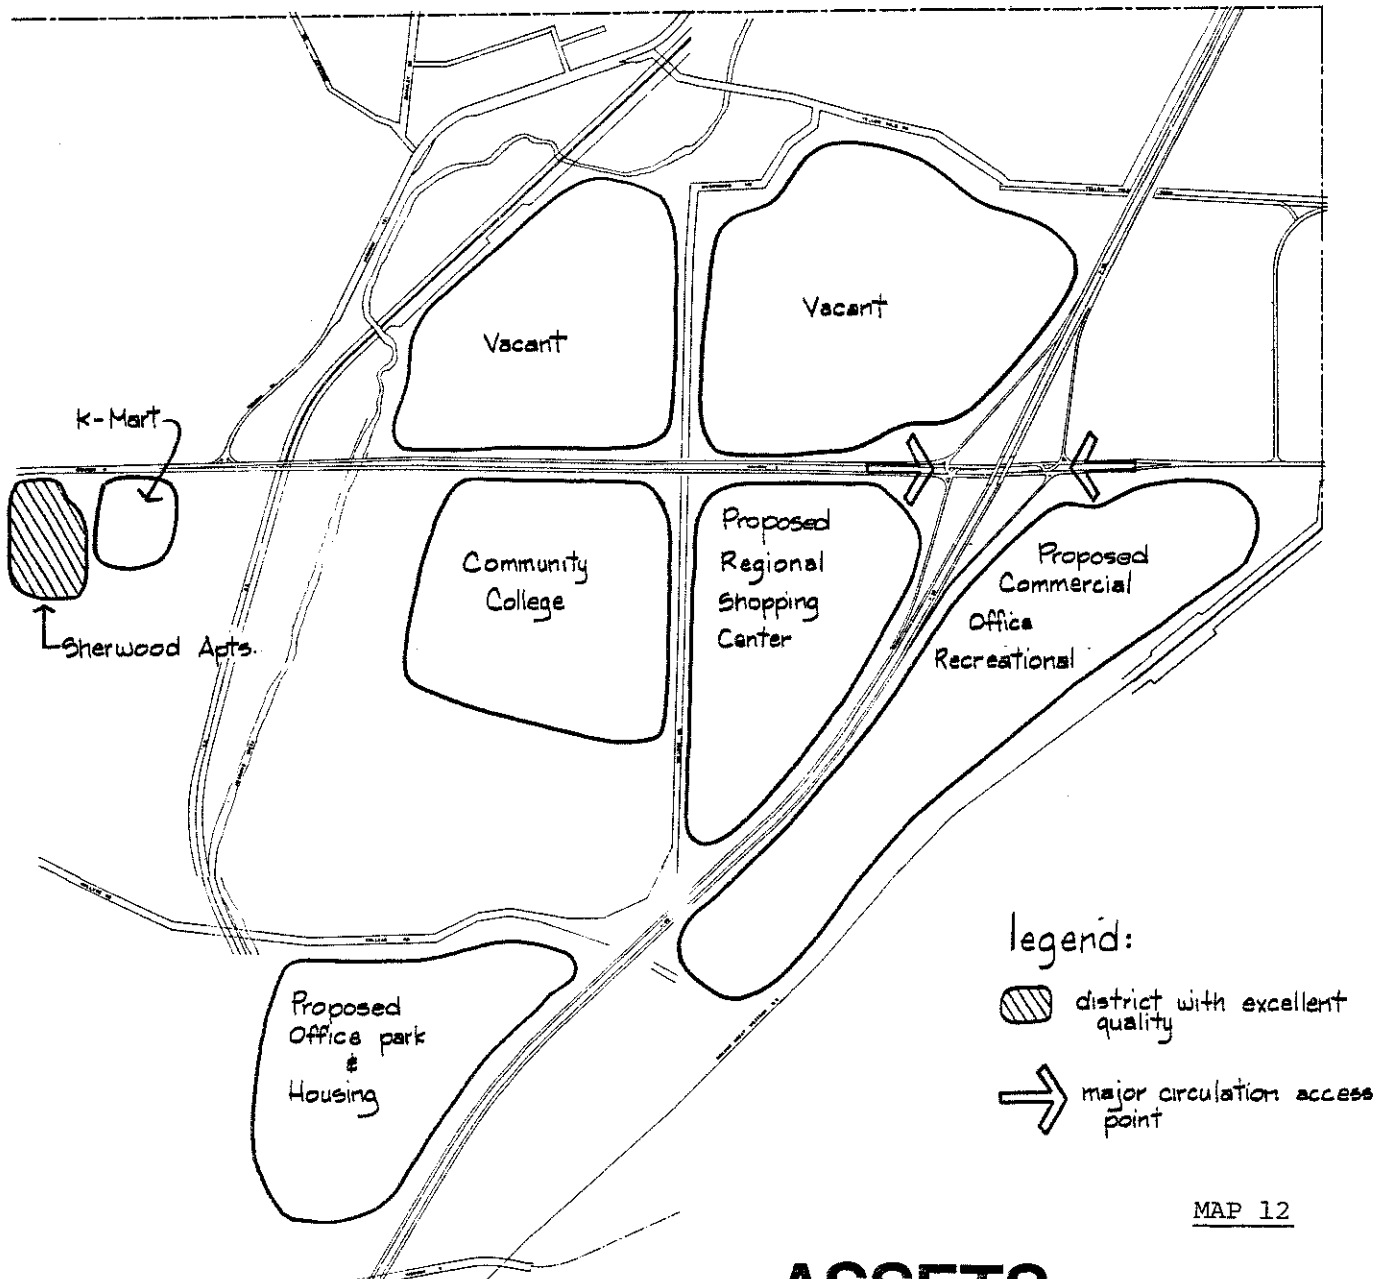 Vacant
Vacant
K-Mart
Sherwood Apts.
Community
College
Proposed
Regional
Shopping
Center
Proposed
Commercial
Office
Recreational
Proposed
Office park
&
Housing
legend:
district with excellent
quality
major circulation access
point
MAP 12
ASSETS